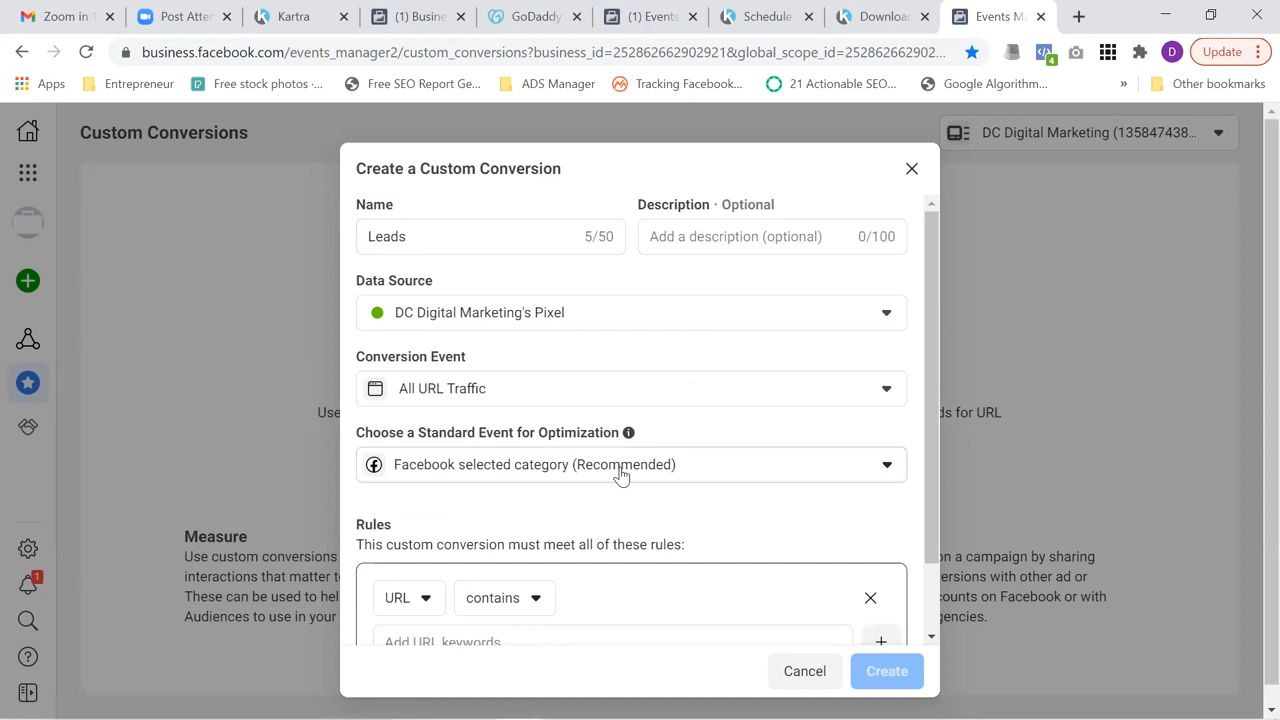 Zoom in
Post Atter
Kartra
(1) Busine
GoDaddy
(1) Events
Schedule
Download
Events Ma
business.facebook.com/events_manager2/custom_conversions?business_id=252862662902921&global_scope_id=252862662902...
4
D
Update
Apps
Entrepreneur
Free stock photos ·...
Free SEO Report Ge...
ADS Manager
Tracking Facebook...
21 Actionable SEO...
Google Algorithm...
»
Other bookmarks
Custom Conversions
DC Digital Marketing (135847438...
Create a Custom Conversion
Name
Description · Optional
Leads
5/50
Add a description (optional)
0/100
Data Source
DC Digital Marketing's Pixel
Conversion Event
All URL Traffic
Use
ds for URL
Choose a Standard Event for Optimization
Facebook selected category (Recommended)
Rules
This custom conversion must meet all of these rules:
Measure
Use custom conversions
interactions that matter t
These can be used to hel
Audiences to use in your
on a campaign by sharing
ersions with other ad or
counts on Facebook or with
gencies.
URL
contains
Add URL keywords
1
Cancel
Create